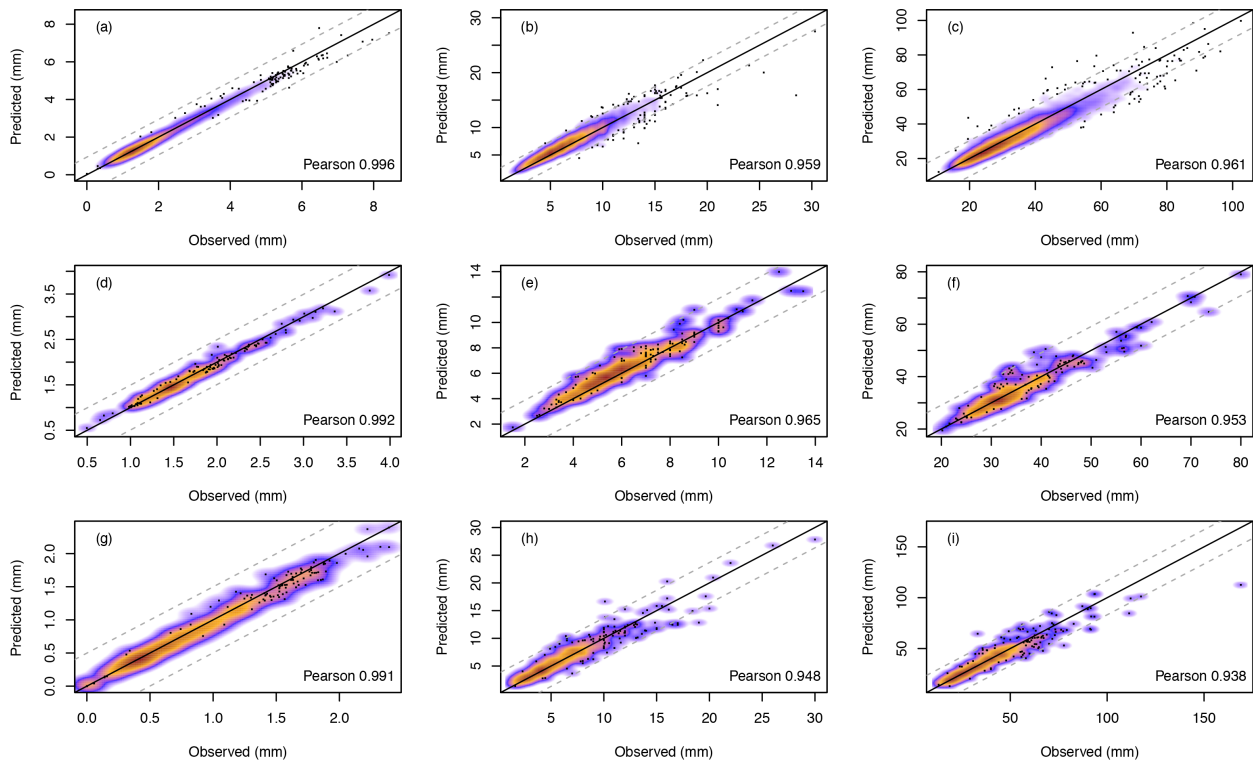 (a)
Predicted (mm)
8
6
4
2
0
Pearson 0.996
0 2 4 6 8
Observed (mm)
(b)
Predicted (mm)
30
20
10
5
Pearson 0.959
5 10 15 20 25 30
Observed (mm)
(c)
Predicted (mm)
100
80
60
40
20
Pearson 0.961
20 40 60 80 100
Observed (mm)
(d)
Predicted (mm)
3.5
2.5
1.5
0.5
Pearson 0.992
0.5 1.0 1.5 2.0 2.5 3.0 3.5 4.0
Observed (mm)
(e)
Predicted (mm)
14
10
8
6
4
2
Pearson 0.965
2 4 6 8 10 12 14
Observed (mm)
(f)
Predicted (mm)
80
60
40
20
Pearson 0.953
20 30 40 50 60 70 80
Observed (mm)
(g)
Predicted (mm)
2.0
1.5
1.0
0.5
0.0
Pearson 0.991
0.0 0.5 1.0 1.5 2.0
Observed (mm)
(h)
Predicted (mm)
30
20
10
5
Pearson 0.948
5 10 15 20 25 30
Observed (mm)
(i)
Predicted (mm)
150
100
50
Pearson 0.938
50 100 150
Observed (mm)